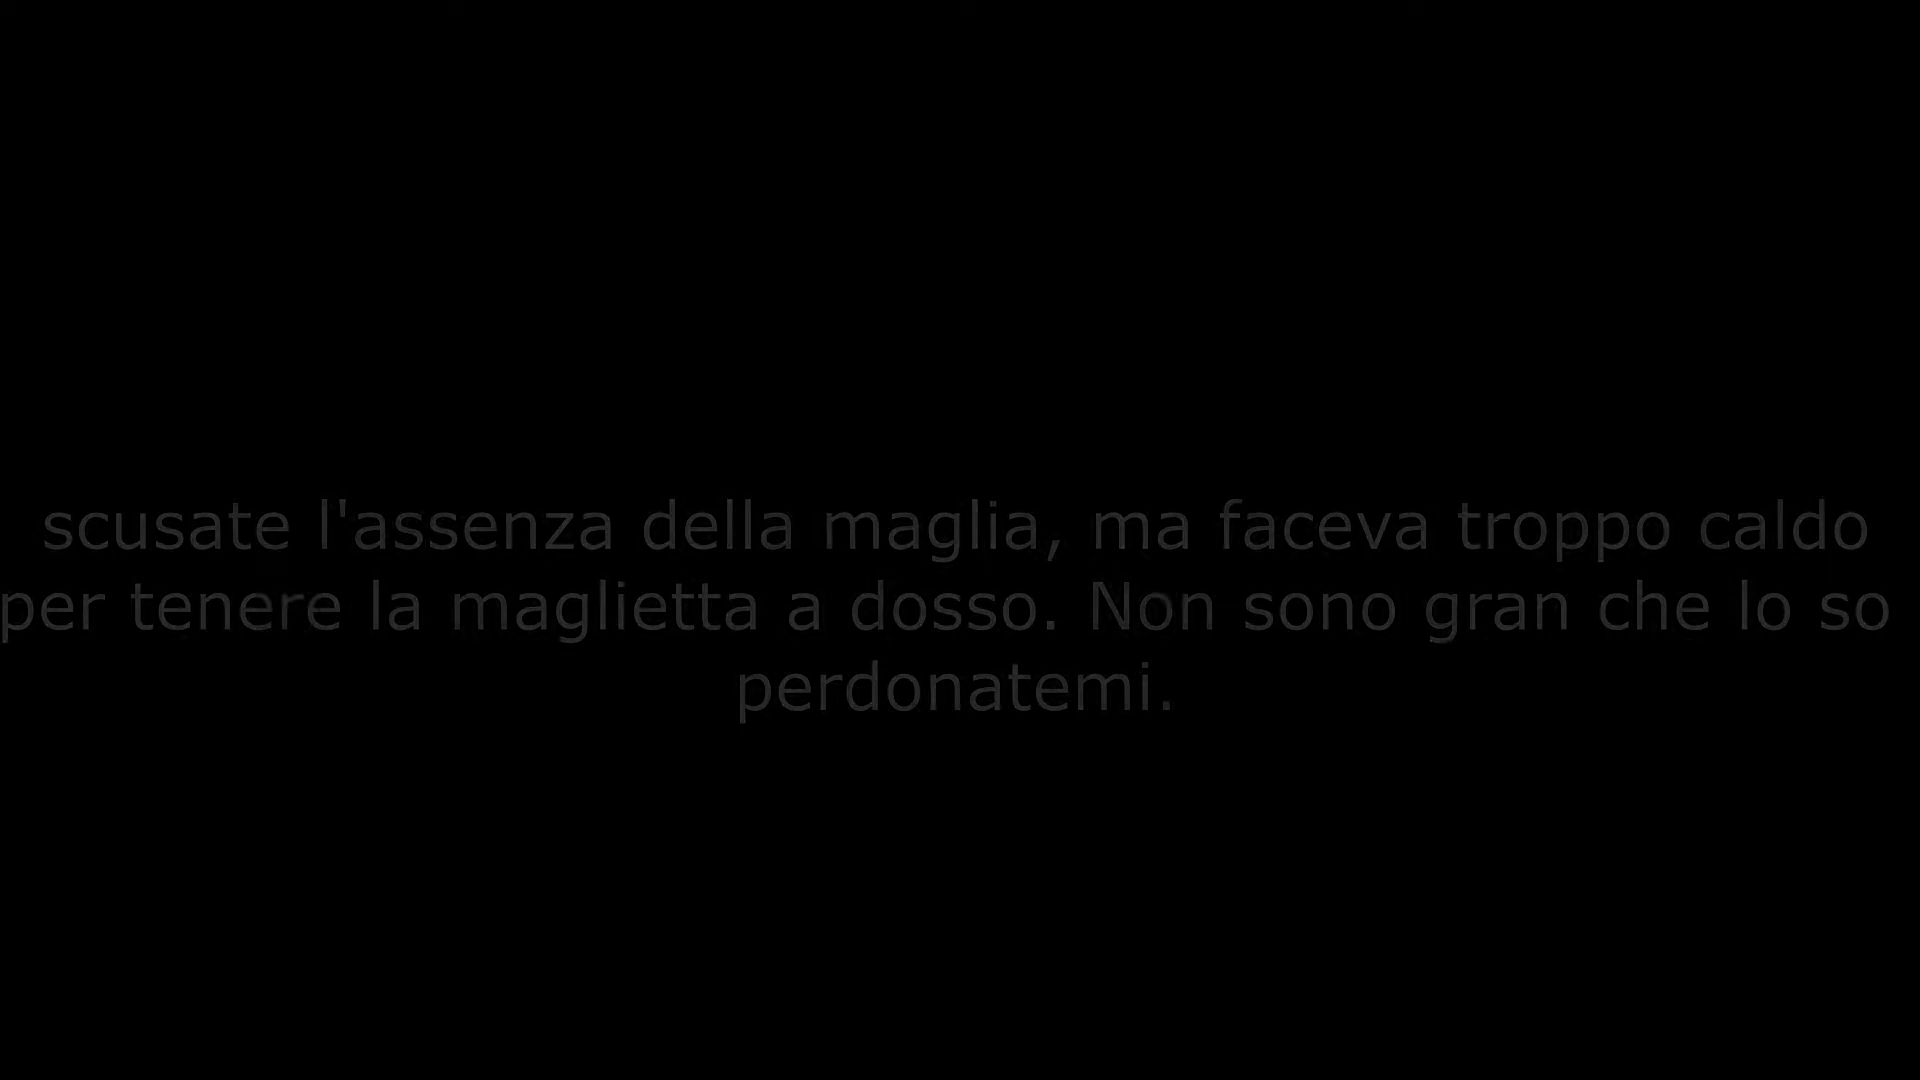 scusate l'assenza della maglia, ma faceva troppo caldo
per tenere la maglietta a dosso. Non sono gran che lo so
perdonatemi.